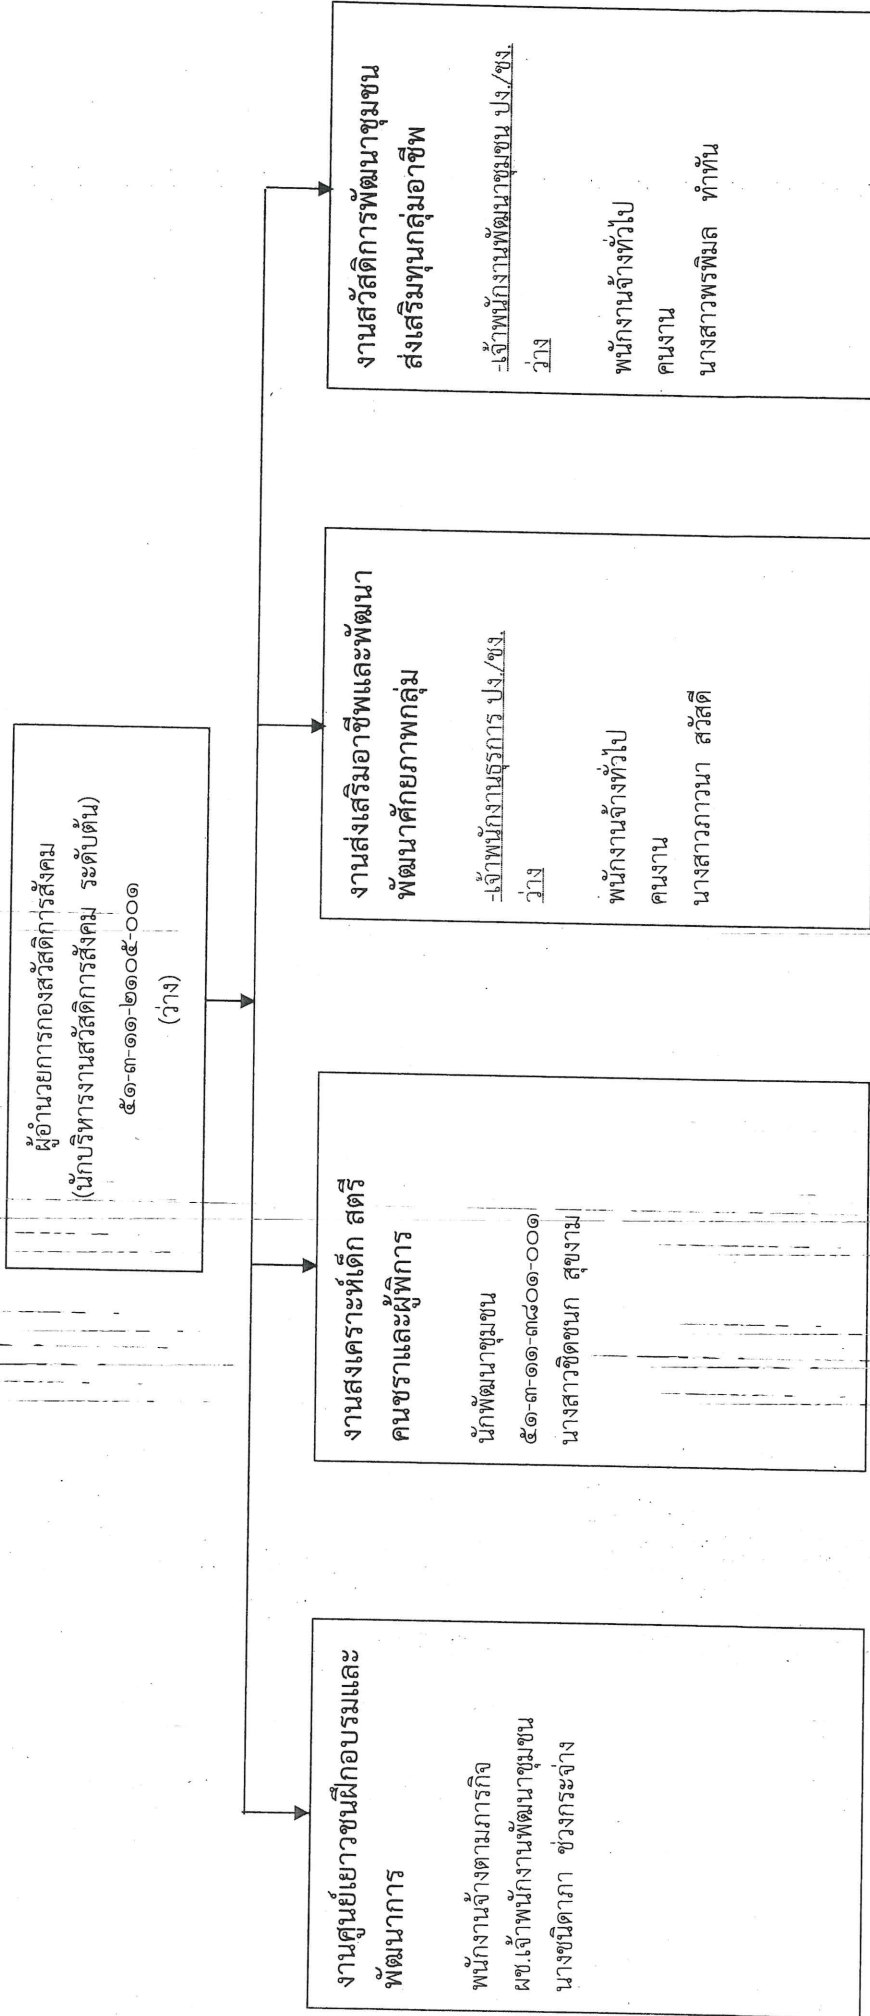 ผู้อำนวยการกองสวัสดิการสังคม
(นักบริหารงานสวัสดิการสังคม ระดับต้น)
๕๑-๓-๑๑-๒๑๐๕-๐๐๑
(ว่าง)
งานศูนย์เยาวชนฝึกอบรมและ
พัฒนาการ
พนักงานจ้างตามภารกิจ
ผช.เจ้าพนักงานพัฒนาชุมชน
นางชนิดาภา ช่วงกระจ่าง
งานสงเคราะห์เด็ก สตรี
คนชราและผู้พิการ
นักพัฒนาชุมชน
๕๑-๓-๑๑-๓๘๐๑-๐๐๑
นางสาวชิดชนก สุขงาม
งานส่งเสริมอาชีพและพัฒนา
พัฒนาศักยภาพกลุ่ม
-เจ้าพนักงานธุรการ ปง./ชง.
ว่าง
พนักงานจ้างทั่วไป
คนงาน
นางสาวภาวนา สวัสดี
งานสวัสดิการพัฒนาชุมชน
ส่งเสริมทุนกลุ่มอาชีพ
-เจ้าพนักงานพัฒนาชุมชน ปง./ชง.
ว่าง
พนักงานจ้างทั่วไป
คนงาน
นางสาวพรพิมล ทำทัน